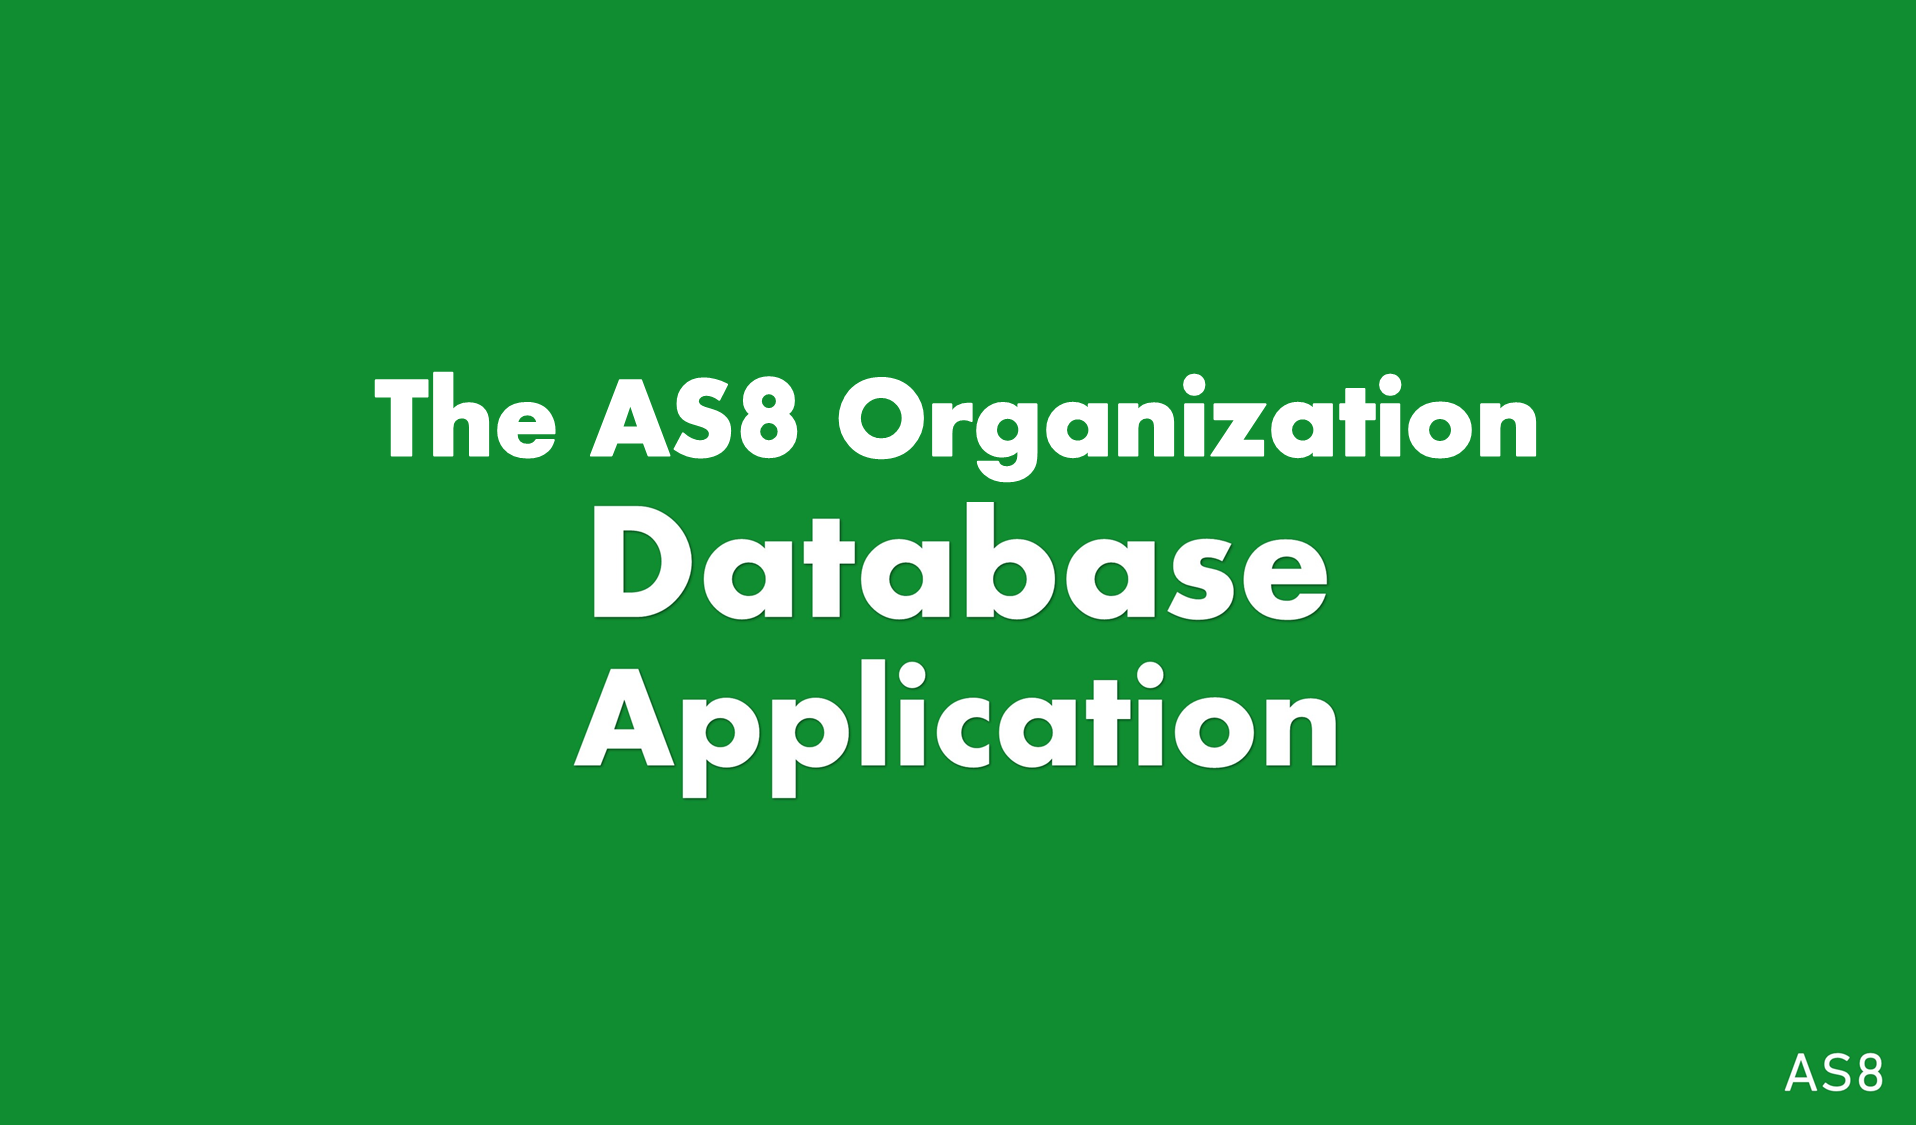 The AS8 Organization
Database
Application
AS8